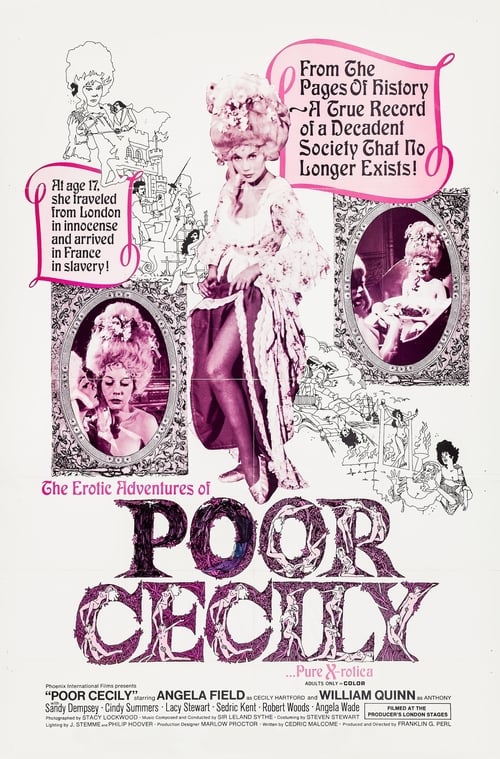 From The
Pages Of History
~A True Record
of a Decadent
Society That No
Longer Exists!
At age 17,
she traveled
from London
in innocense
and arrived
in France
in slavery!
The Erotic Adventures of
POOR
CECILY
...Pure X-rotica
ADULTS ONLY in COLOR
Phoenix International Films presents
"POOR CECILY" starring ANGELA FIELD as CECILY HARTFORD and WILLIAM QUINN as ANTHONY
with Sandy Dempsey • Cindy Summers • Lacy Stewart • Sedric Kent • Robert Woods • Angela Wade
Photographed by STACY LOCKWOOD • Music Composed and Conducted by SIR LELAND SYTHE • Costuming by STEVEN STEWART
Lighting by J. STEMME and PHILIP HOOVER • Production Designer MARLOW PROCTOR • Written by CEDRIC MALCOME • Produced and Directed by FRANKLIN G. PERL
FILMED AT THE
PRODUCER'S LONDON STAGES